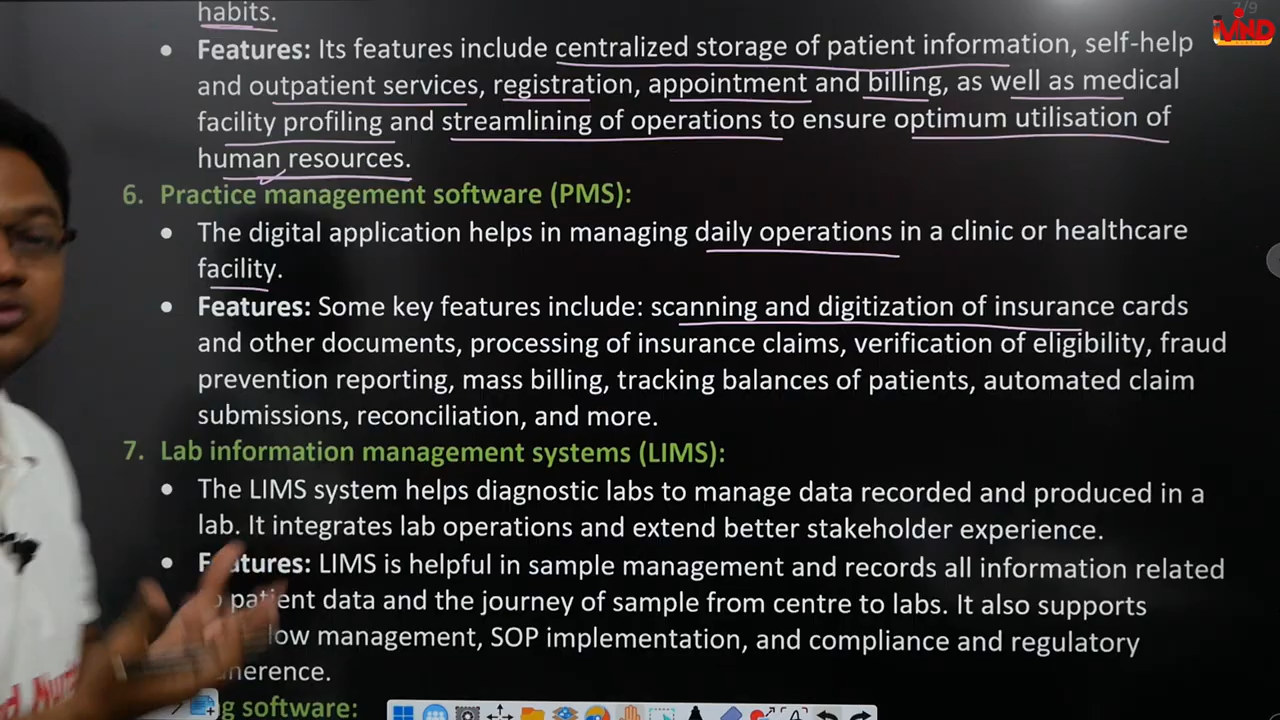 7/9
habits.
• Features: Its features include centralized storage of patient information, self-help
and outpatient services, registration, appointment and billing, as well as medical
facility profiling and streamlining of operations to ensure optimum utilisation of
human resources.
6. Practice management software (PMS):
• The digital application helps in managing daily operations in a clinic or healthcare
facility.
• Features: Some key features include: scanning and digitization of insurance cards
and other documents, processing of insurance claims, verification of eligibility, fraud
prevention reporting, mass billing, tracking balances of patients, automated claim
submissions, reconciliation, and more.
7. Lab information management systems (LIMS):
• The LIMS system helps diagnostic labs to manage data recorded and produced in a
lab. It integrates lab operations and extend better stakeholder experience.
• Features: LIMS is helpful in sample management and records all information related
patient data and the journey of sample from centre to labs. It also supports
low management, SOP implementation, and compliance and regulatory
herence.
g software: